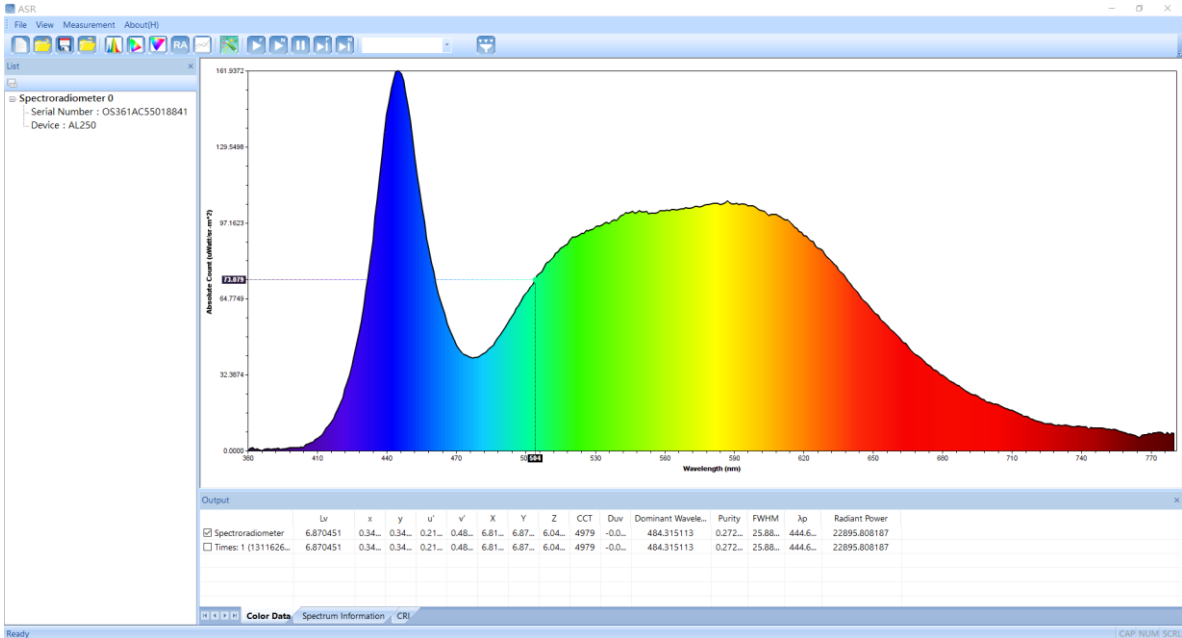 ASR
File View Measurement About(H)
RA
List
Spectroradiometer 0
Serial Number : OS361AC55018841
Device : AL250
161.9372
129.5498
97.1623
73.879
64.7749
32.3874
0.0000
Absolute Count (uWatt/sr-m^2)
380 410 440 470 504 530 560 590 620 650 680 710 740 770
Wavelength (nm)
Output
Lv x y u' v' X Y Z CCT Duv Dominant Wavele... Purity FWHM λp Radiant Power
Spectroradiometer 6.870451 0.34... 0.34... 0.21... 0.48... 6.81... 6.87... 6.04... 4979 -0.0... 484.315113 0.272... 25.88... 444.6... 22895.808187
Times: 1 (1311626... 6.870451 0.34... 0.34... 0.21... 0.48... 6.81... 6.87... 6.04... 4979 -0.0... 484.315113 0.272... 25.88... 444.6... 22895.808187
Color Data Spectrum Information CRI
Ready
CAP NUM SCRL